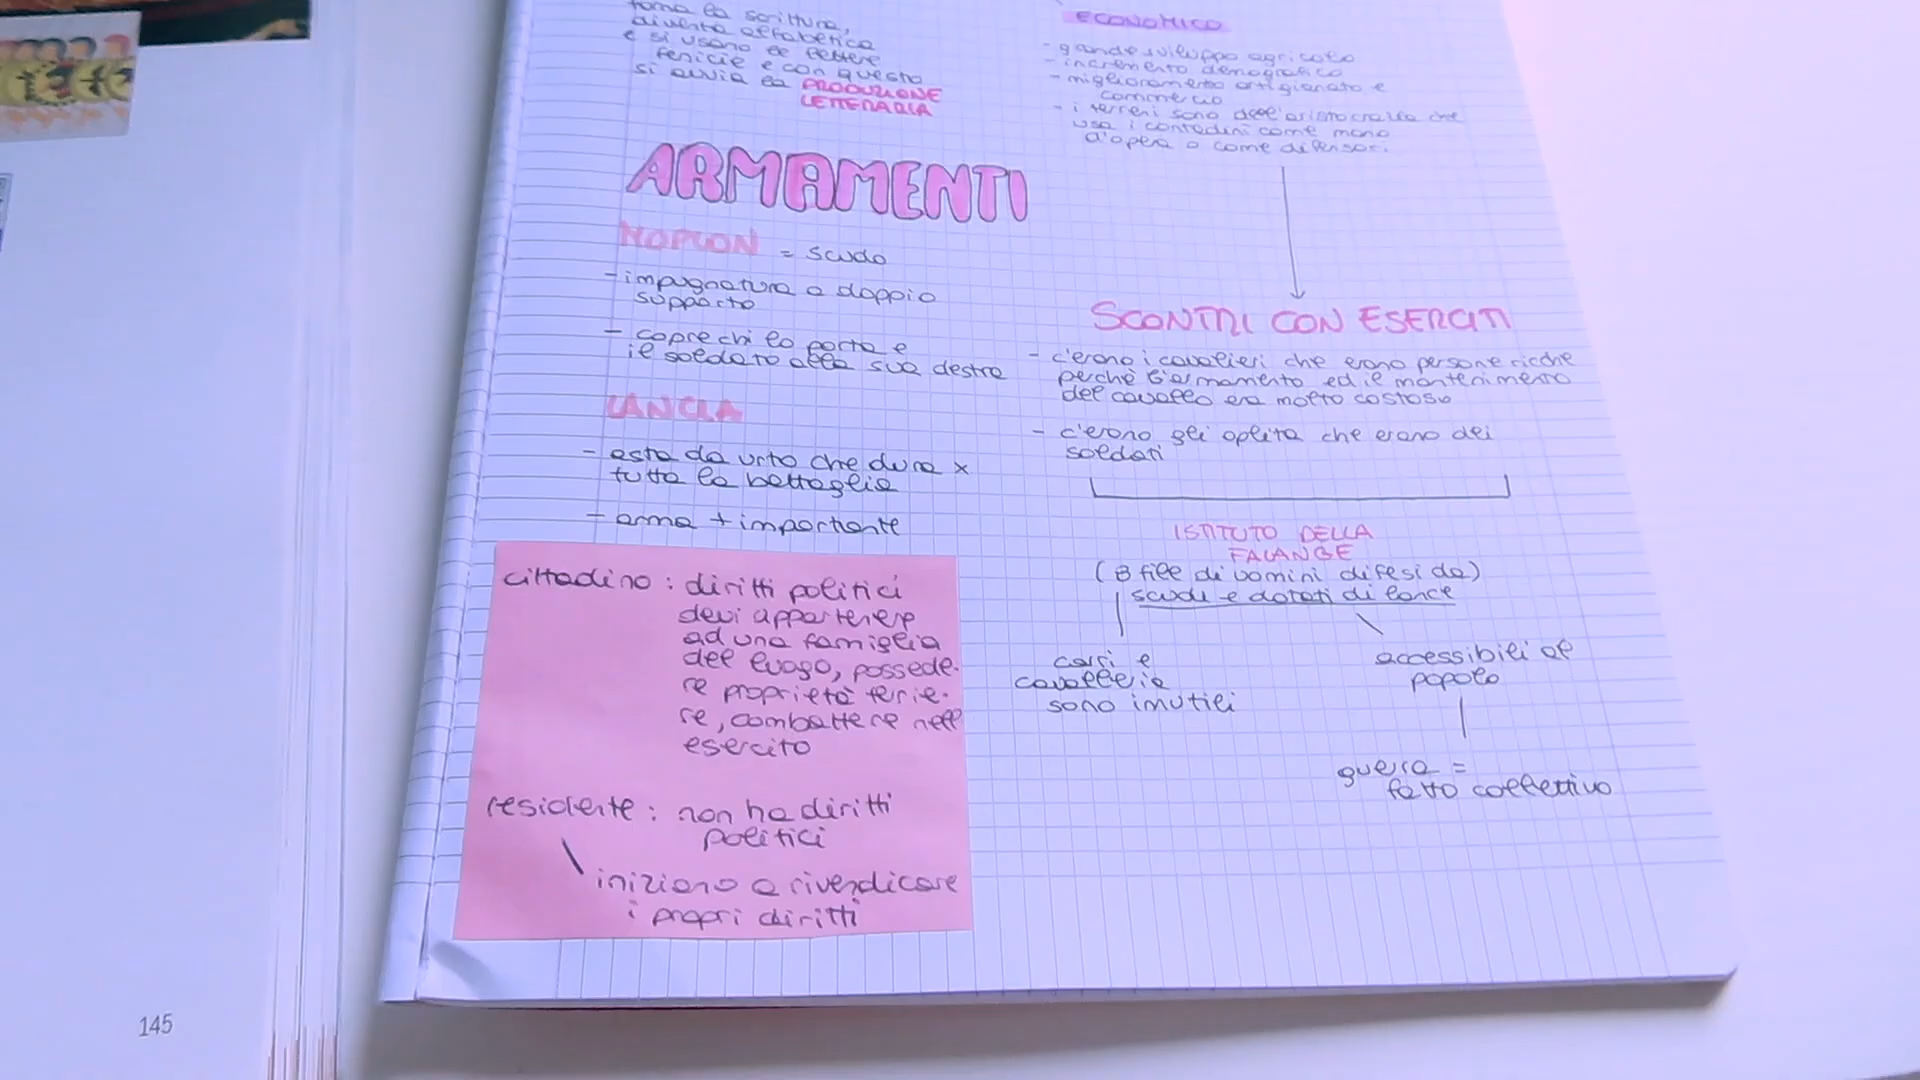 torna la scrittura,
diventa alfabetica
e si usano le lettere
fenicie e con questo
si avvia la PRODUZIONE
LETTERARIA
ARMAMENTI
HOPLON = scudo
- impugnatura a doppio
supporto
- copre chi lo porta e
il soldato alla sua destra
LANCIA
- asta da urto che dura x
tutta la battaglia
- arma + importante
cittadino : diritti politici
devi appartenere
ad una famiglia
del luogo, possede-
re proprietà terrie-
re, combattere nell
esercito
residente : non ha diritti
politici
iniziano a rivendicare
i propri diritti
ECONOMICO
- grande sviluppo agricolo
- incremento demografico
- miglioramento artigianato e
commercio
- i terreni sono dell'aristocrazia che
usa i contadini come mano
d'opera o come difensori.
SCONTRI CON ESERCITI
- c'erano i cavalieri che erano persone ricche
perchè l'armamento ed il mantenimento
del cavallo era molto costoso
- c'erano gli oplita che erano dei
soldati
ISTITUTO DELLA
FALANGE
(8 file di uomini difesi da)
scudi e dotati di lance
carri e
cavalleria
sono inutili
accessibili al
popolo
guerra =
fatto collettivo
145